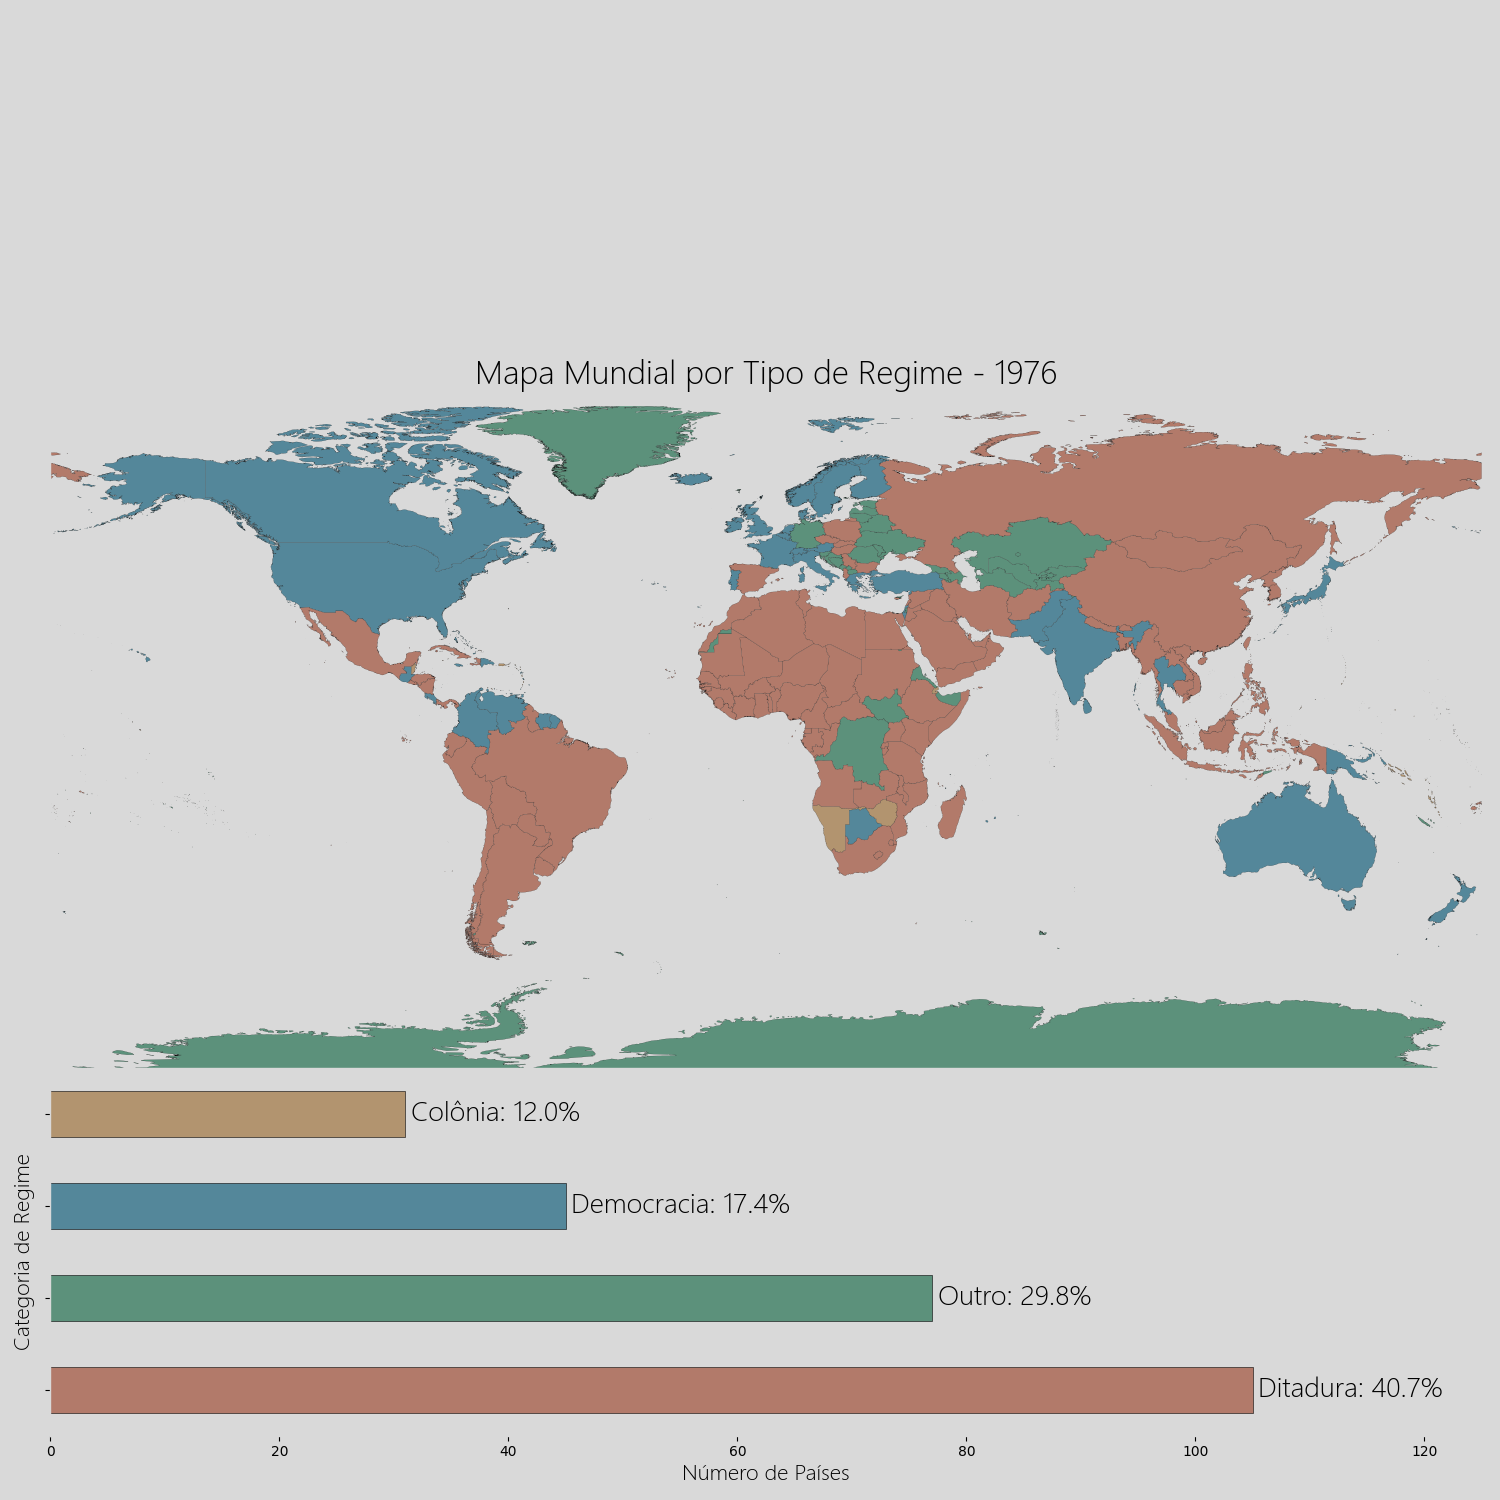 Mapa Mundial por Tipo de Regime - 1976
Colônia: 12.0%
Democracia: 17.4%
Outro: 29.8%
Ditadura: 40.7%
Categoria de Regime
0 20 40 60 80 100 120
Número de Países